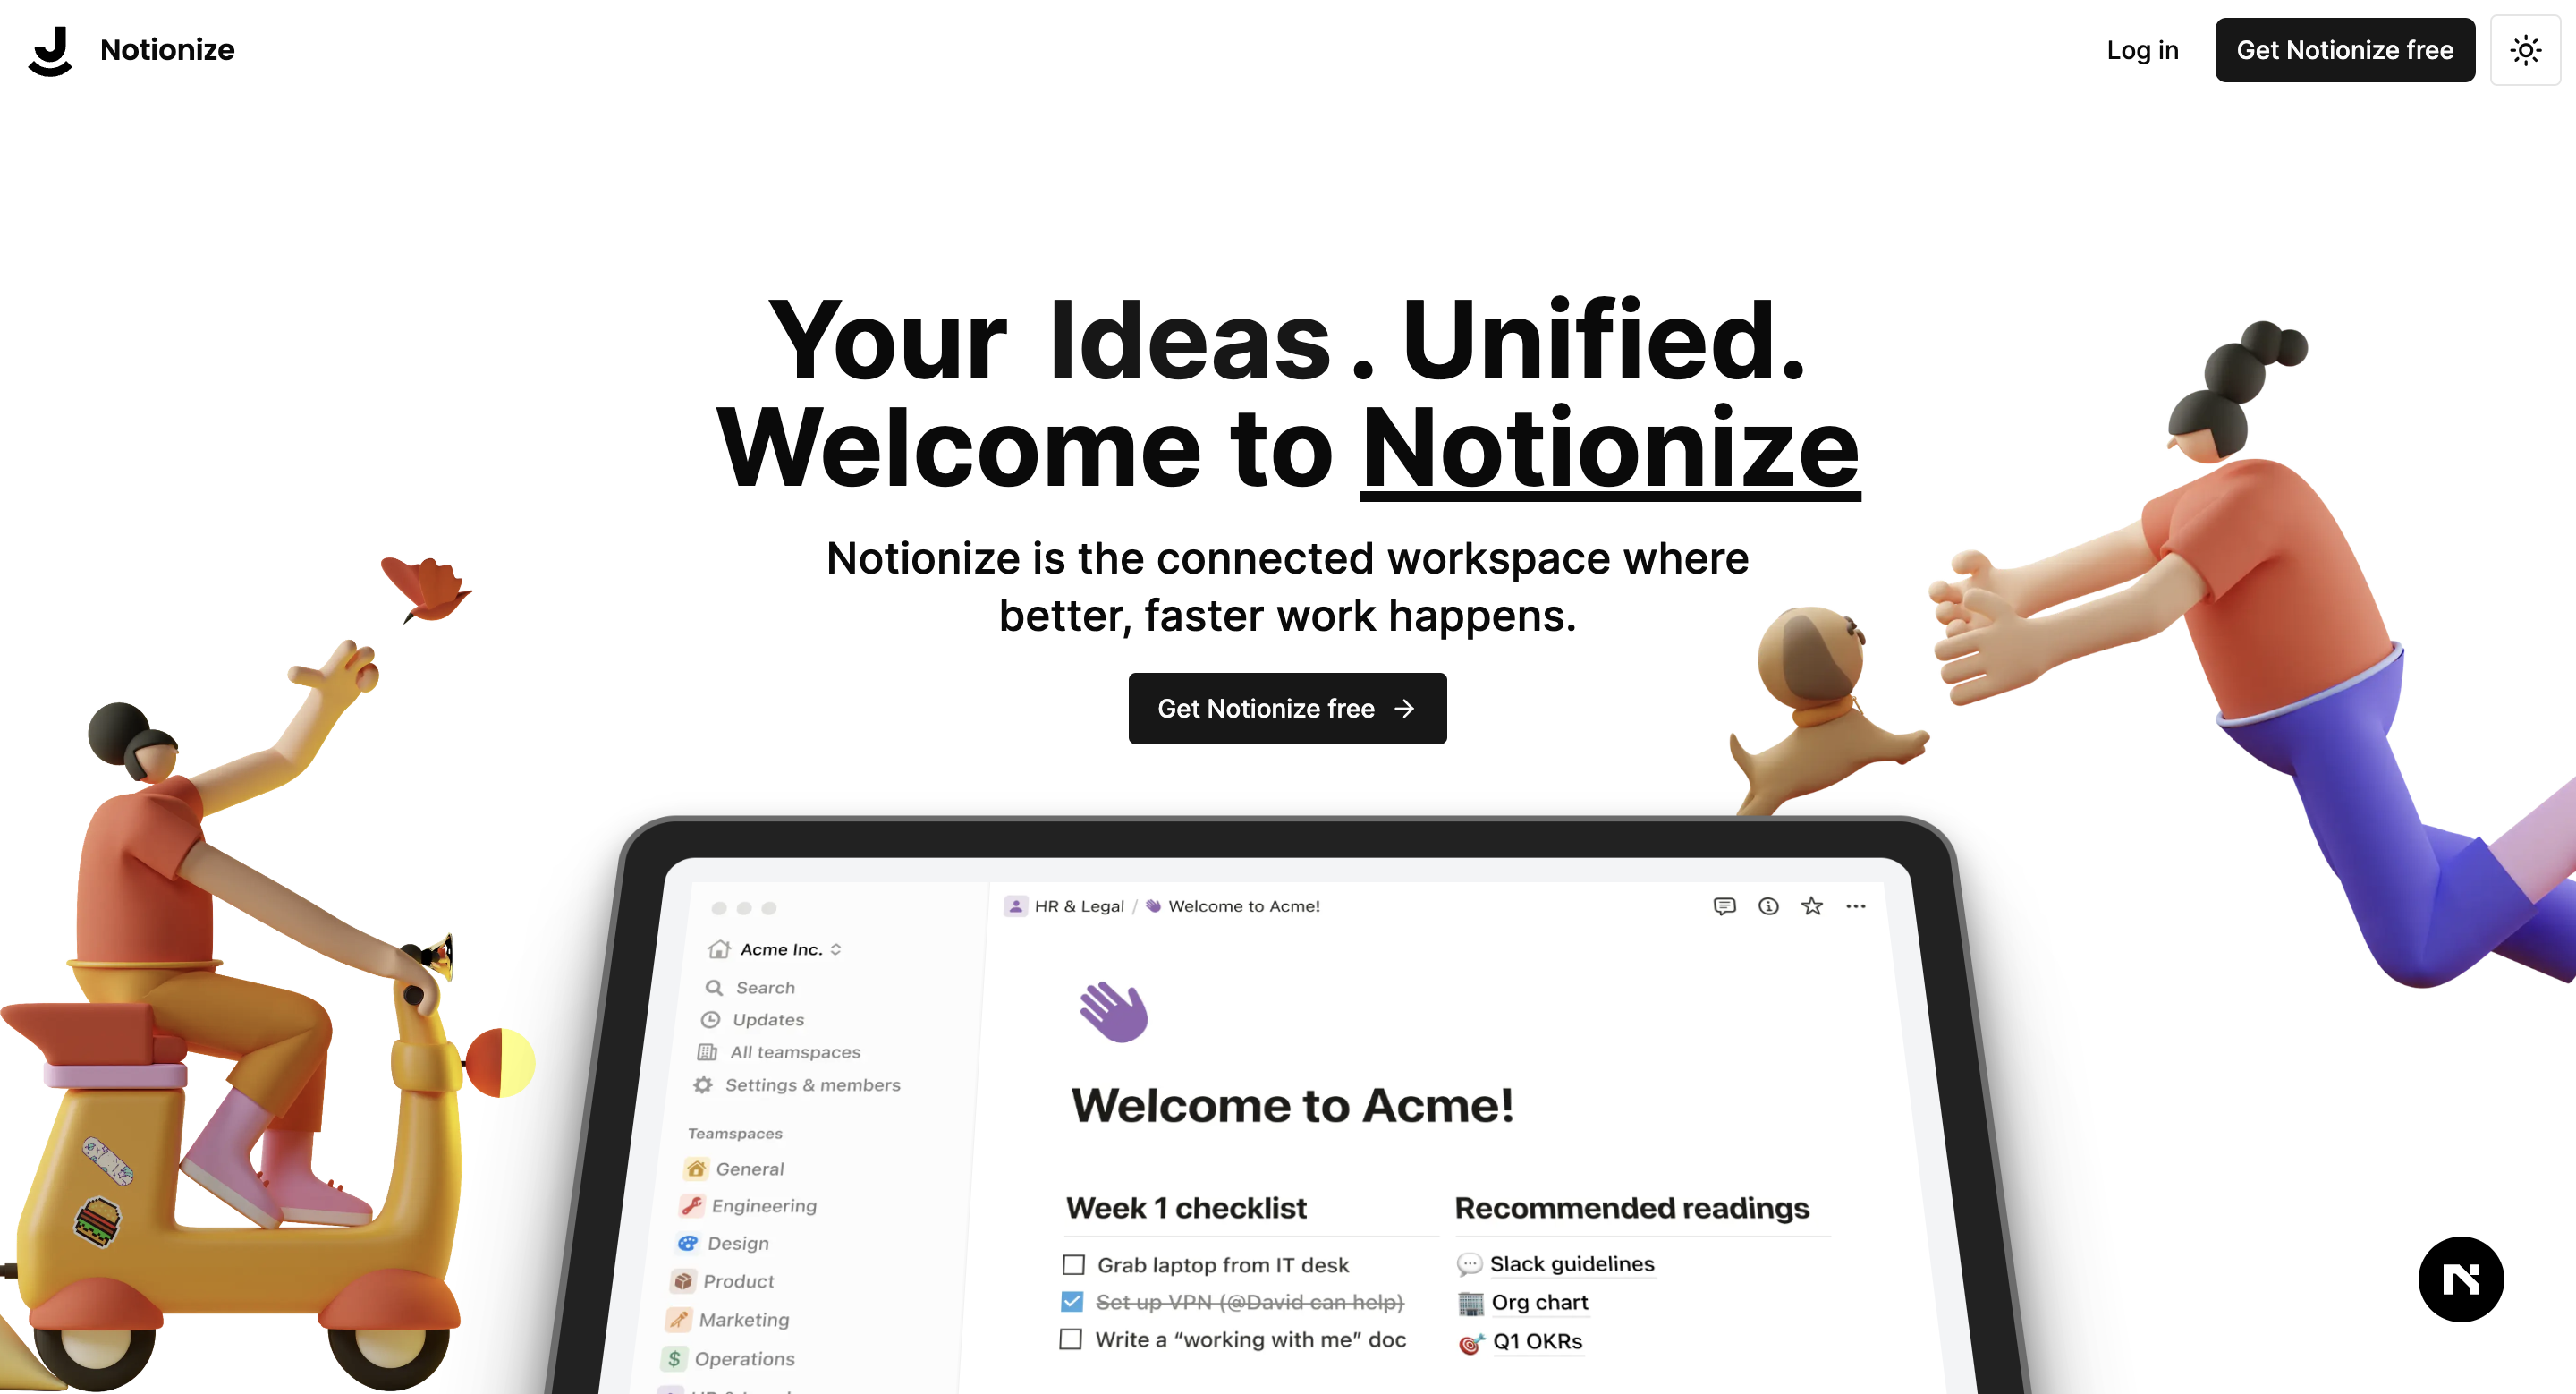 Notionize
Log in
Get Notionize free
Your Ideas. Unified.
Welcome to Notionize
Notionize is the connected workspace where
better, faster work happens.
Get Notionize free →
HR & Legal / Welcome to Acme!
Acme Inc.
Search
Updates
All teamspaces
Settings & members
Teamspaces
General
Engineering
Design
Product
Marketing
Operations
Welcome to Acme!
Week 1 checklist
Grab laptop from IT desk
Set up VPN (@David can help)
Write a “working with me” doc
Recommended readings
Slack guidelines
Org chart
Q1 OKRs
N